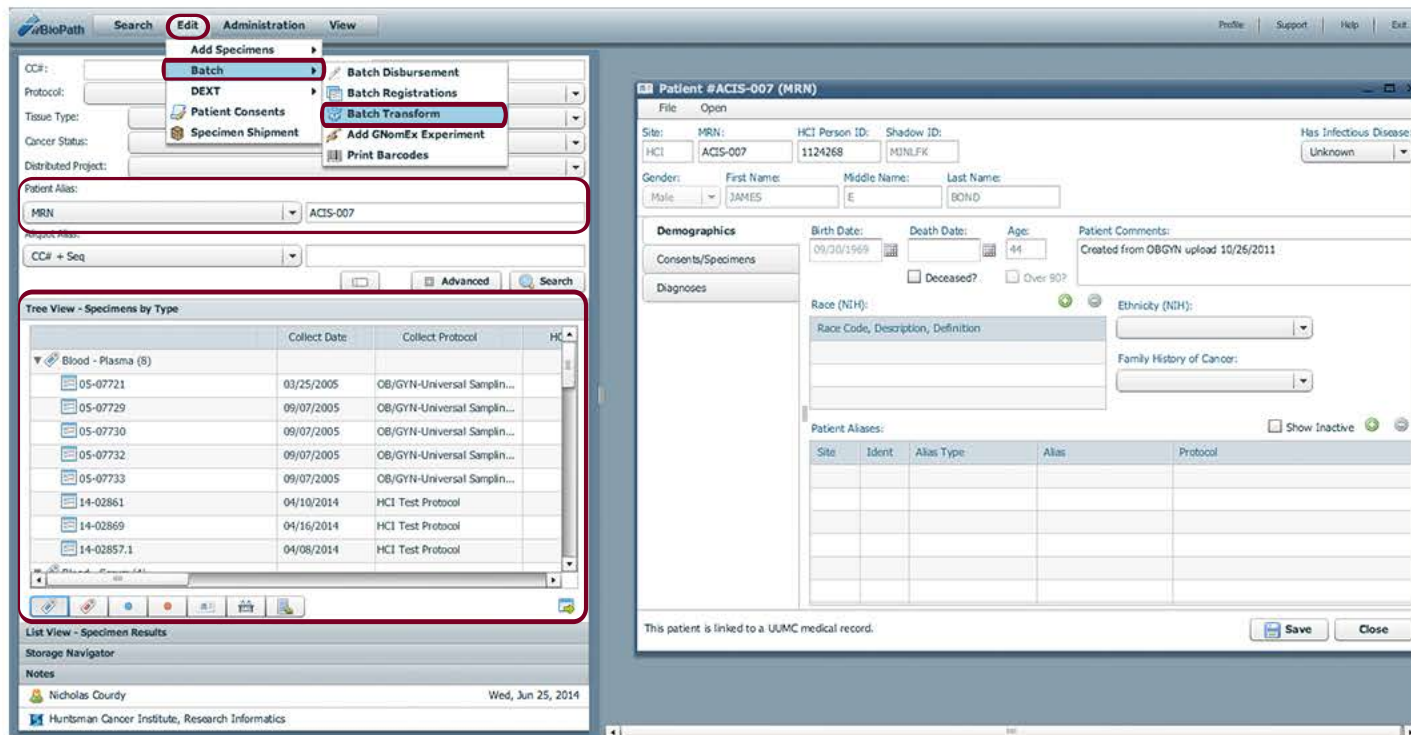 BioPath Search Edit Administration View Profile Support Help Exit
Add Specimens
Batch
DEXT
Patient Consents
Specimen Shipment
Batch Disbursement
Batch Registrations
Batch Transform
Add GNomEx Experiment
Print Barcodes
CC#:
Protocol:
Tissue Type:
Cancer Status:
Distributed Project:
Patient Alias:
MRN ACIS-007
Aliquot Alias:
CC# + Seq
Advanced Search
Tree View - Specimens by Type
Collect Date Collect Protocol HC
Blood - Plasma (8)
05-07721 03/25/2005 OB/GYN-Universal Samplin...
05-07729 09/07/2005 OB/GYN-Universal Samplin...
05-07730 09/07/2005 OB/GYN-Universal Samplin...
05-07732 09/07/2005 OB/GYN-Universal Samplin...
05-07733 09/07/2005 OB/GYN-Universal Samplin...
14-02861 04/10/2014 HCI Test Protocol
14-02869 04/16/2014 HCI Test Protocol
14-02857.1 04/08/2014 HCI Test Protocol
List View - Specimen Results
Storage Navigator
Notes
Nicholas Courdy Wed, Jun 25, 2014
Huntsman Cancer Institute, Research Informatics
Patient #ACIS-007 (MRN)
File Open
Site: MRN: HCI Person ID: Shadow ID: Has Infectious Disease:
HCI ACIS-007 1124268 MJNLFK Unknown
Gender: First Name: Middle Name: Last Name:
Male JAMES E BOND
Demographics
Consents/Specimens
Diagnoses
Birth Date: Death Date: Age: Patient Comments:
09/30/1969 44 Created from OBGYN upload 10/26/2011
Deceased? Over 90?
Race (NIH): Ethnicity (NIH):
Race Code, Description, Definition
Family History of Cancer:
Patient Aliases: Show Inactive
Site Ident Alias Type Alias Protocol
This patient is linked to a UUMC medical record. Save Close